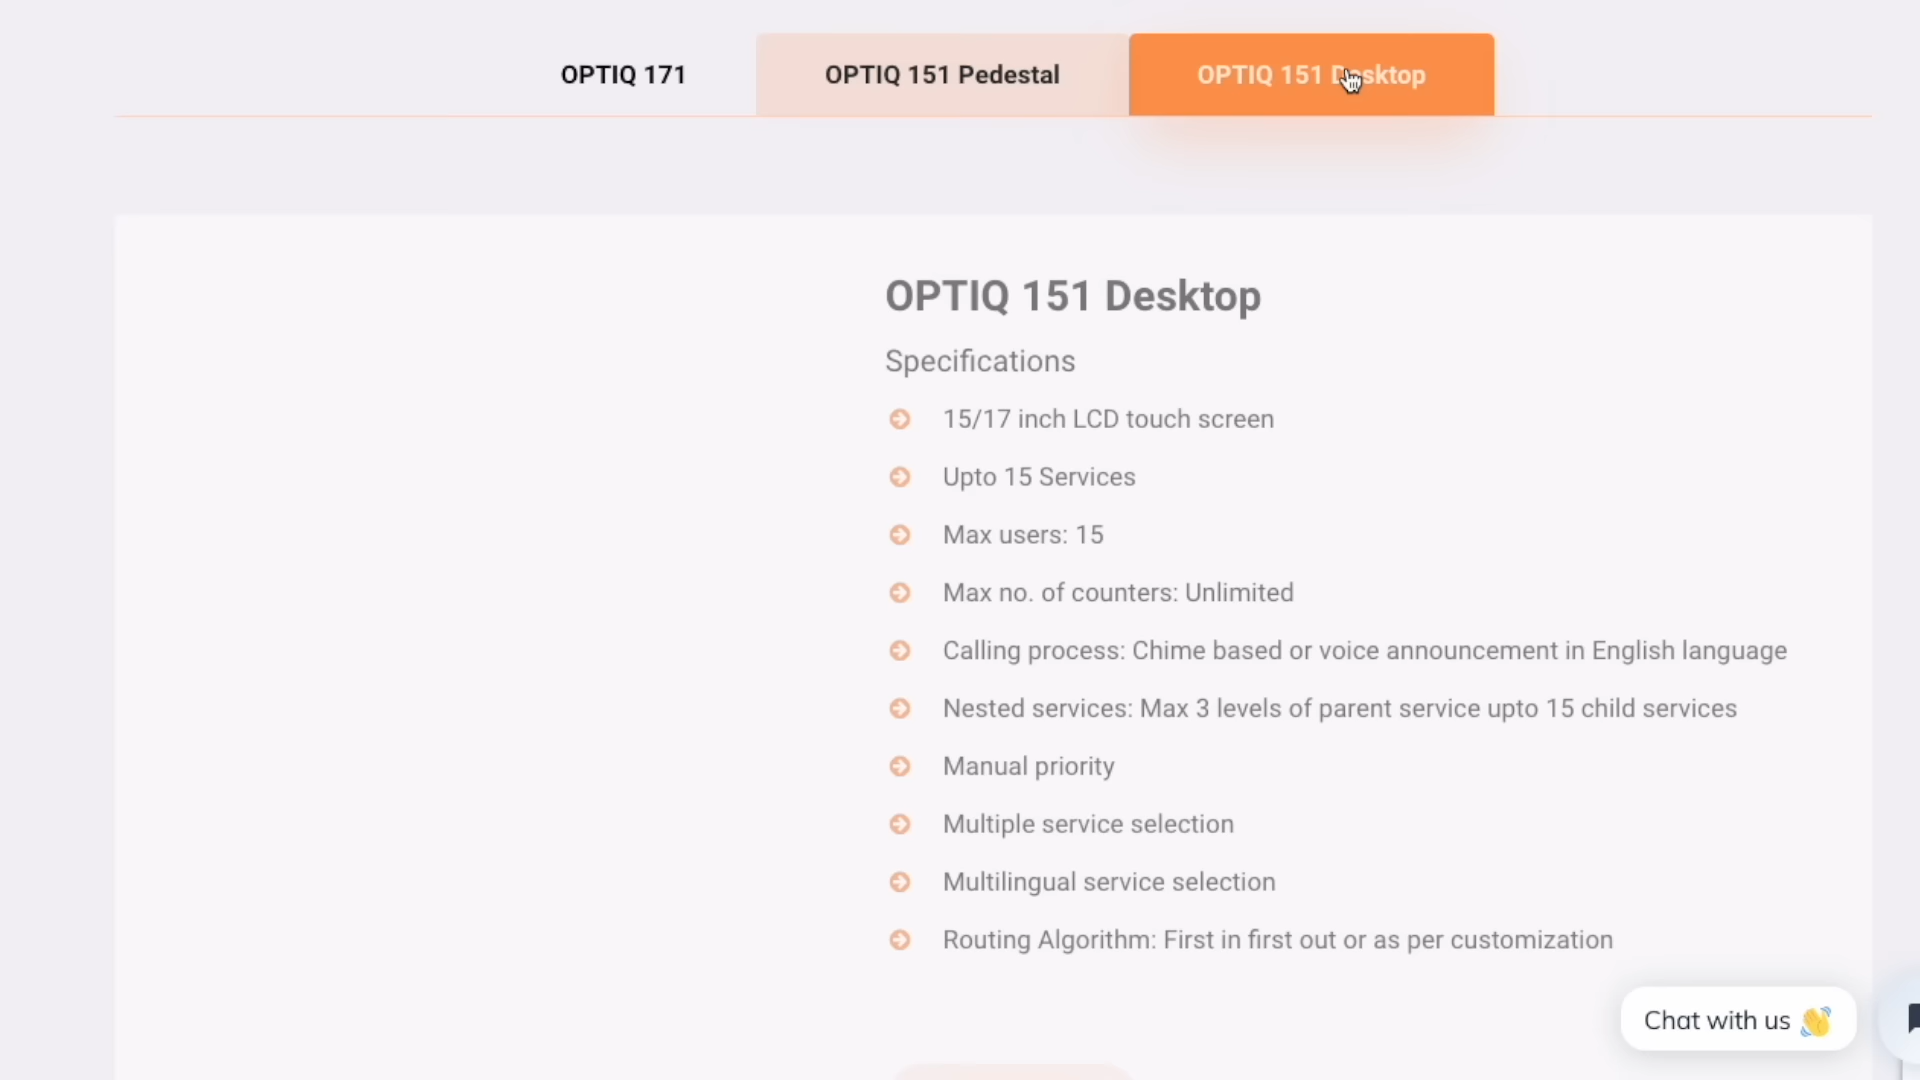 OPTIQ 171
OPTIQ 151 Pedestal
OPTIQ 151 Desktop
OPTIQ 151 Desktop
Specifications
15/17 inch LCD touch screen
Upto 15 Services
Max users: 15
Max no. of counters: Unlimited
Calling process: Chime based or voice announcement in English language
Nested services: Max 3 levels of parent service upto 15 child services
Manual priority
Multiple service selection
Multilingual service selection
Routing Algorithm: First in first out or as per customization
Chat with us 👋